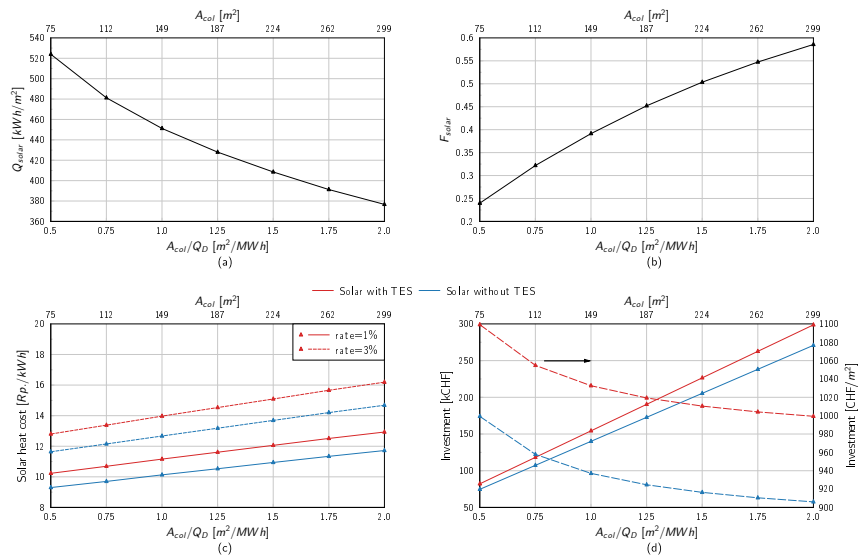 A_col [m²]
75 112 149 187 224 262 299
540
520
500
480
460
440
420
400
380
360
Q_solar [kWh/m²]
0.5 0.75 1.0 1.25 1.5 1.75 2.0
A_col/Q_D [m²/MWh]
(a)
A_col [m²]
75 112 149 187 224 262 299
0.6
0.55
0.5
0.45
0.4
0.35
0.3
0.25
0.2
F_solar
0.5 0.75 1.0 1.25 1.5 1.75 2.0
A_col/Q_D [m²/MWh]
(b)
Solar with TES Solar without TES
A_col [m²]
75 112 149 187 224 262 299
20
18
16
14
12
10
8
Solar heat cost [Rp./kWh]
rate=1%
rate=3%
0.5 0.75 1.0 1.25 1.5 1.75 2.0
A_col/Q_D [m²/MWh]
(c)
A_col [m²]
75 112 149 187 224 262 299
300
250
200
150
100
50
Investment [kCHF]
1100
1080
1060
1040
1020
1000
980
960
940
920
900
Investment [CHF/m²]
0.5 0.75 1.0 1.25 1.5 1.75 2.0
A_col/Q_D [m²/MWh]
(d)